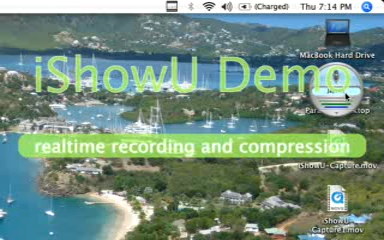 (Charged) Thu 7:14 PM
MacBook Hard Drive
iShowU Demo
realtime recording and compression
iShowU-Capture.mov
iShowU-
Capture1.mov